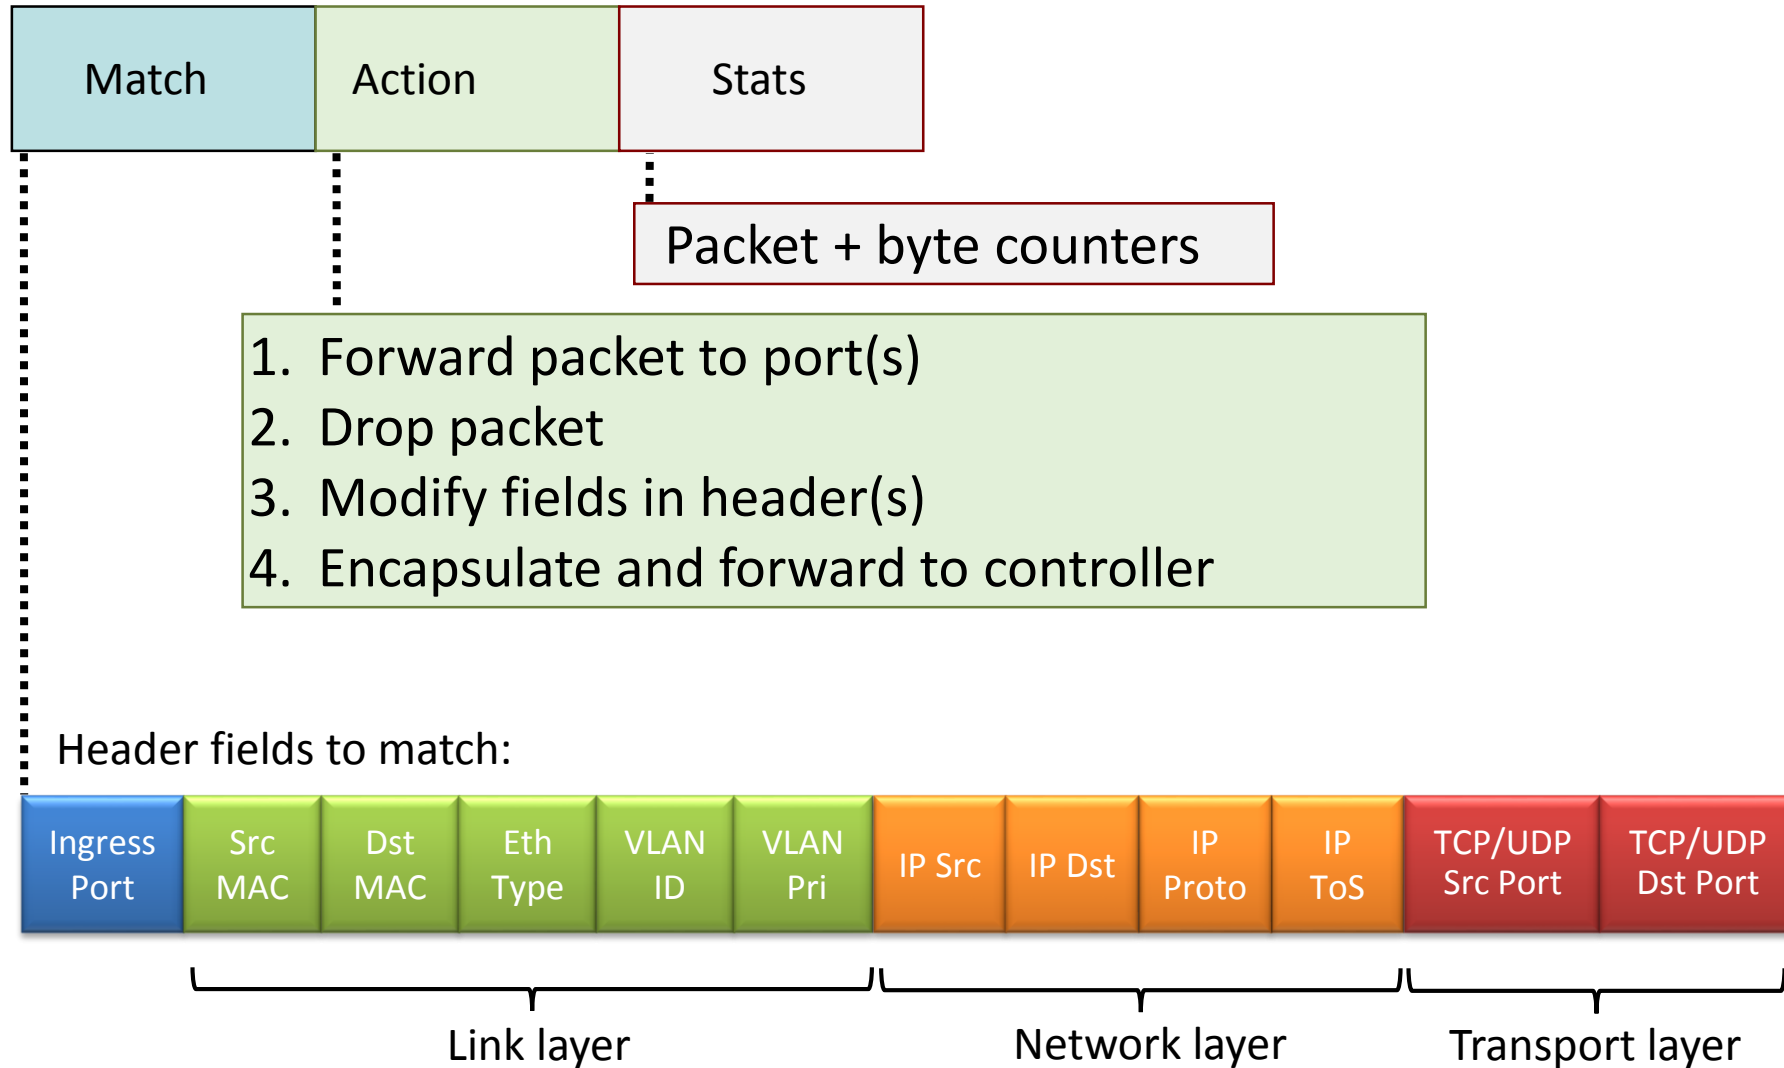 Match
Action
Stats
Packet + byte counters
1. Forward packet to port(s)
2. Drop packet
3. Modify fields in header(s)
4. Encapsulate and forward to controller
Header fields to match:
Ingress
Port
Src
MAC
Dst
MAC
Eth
Type
VLAN
ID
VLAN
Pri
IP Src
IP Dst
IP
Proto
IP
ToS
TCP/UDP
Src Port
TCP/UDP
Dst Port
Link layer
Network layer
Transport layer